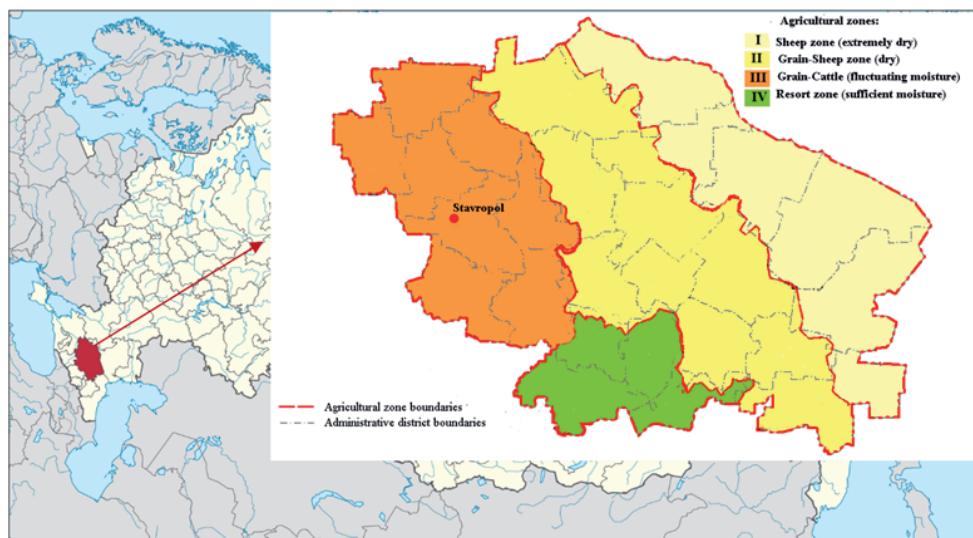 Agricultural zones:
I Sheep zone (extremely dry)
II Grain-Sheep zone (dry)
III Grain-Cattle (fluctuating moisture)
IV Resort zone (sufficient moisture)
Stavropol
Agricultural zone boundaries
Administrative district boundaries